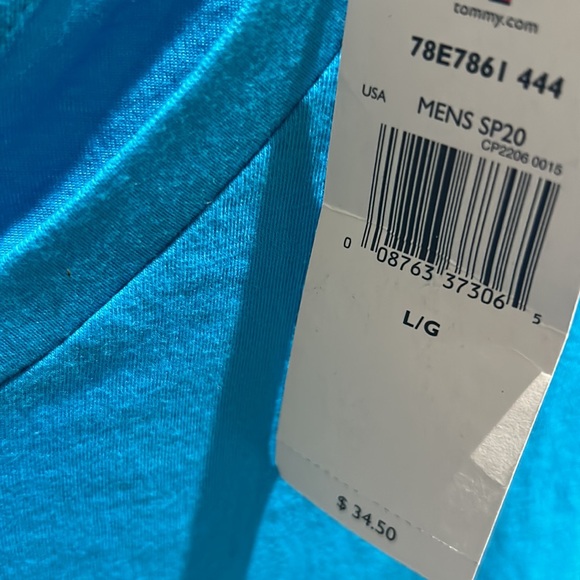 tommy.com
78E7861 444
USA
MENS SP20
CP2206 0015
0 08763 37306 5
L/G
$ 34.50